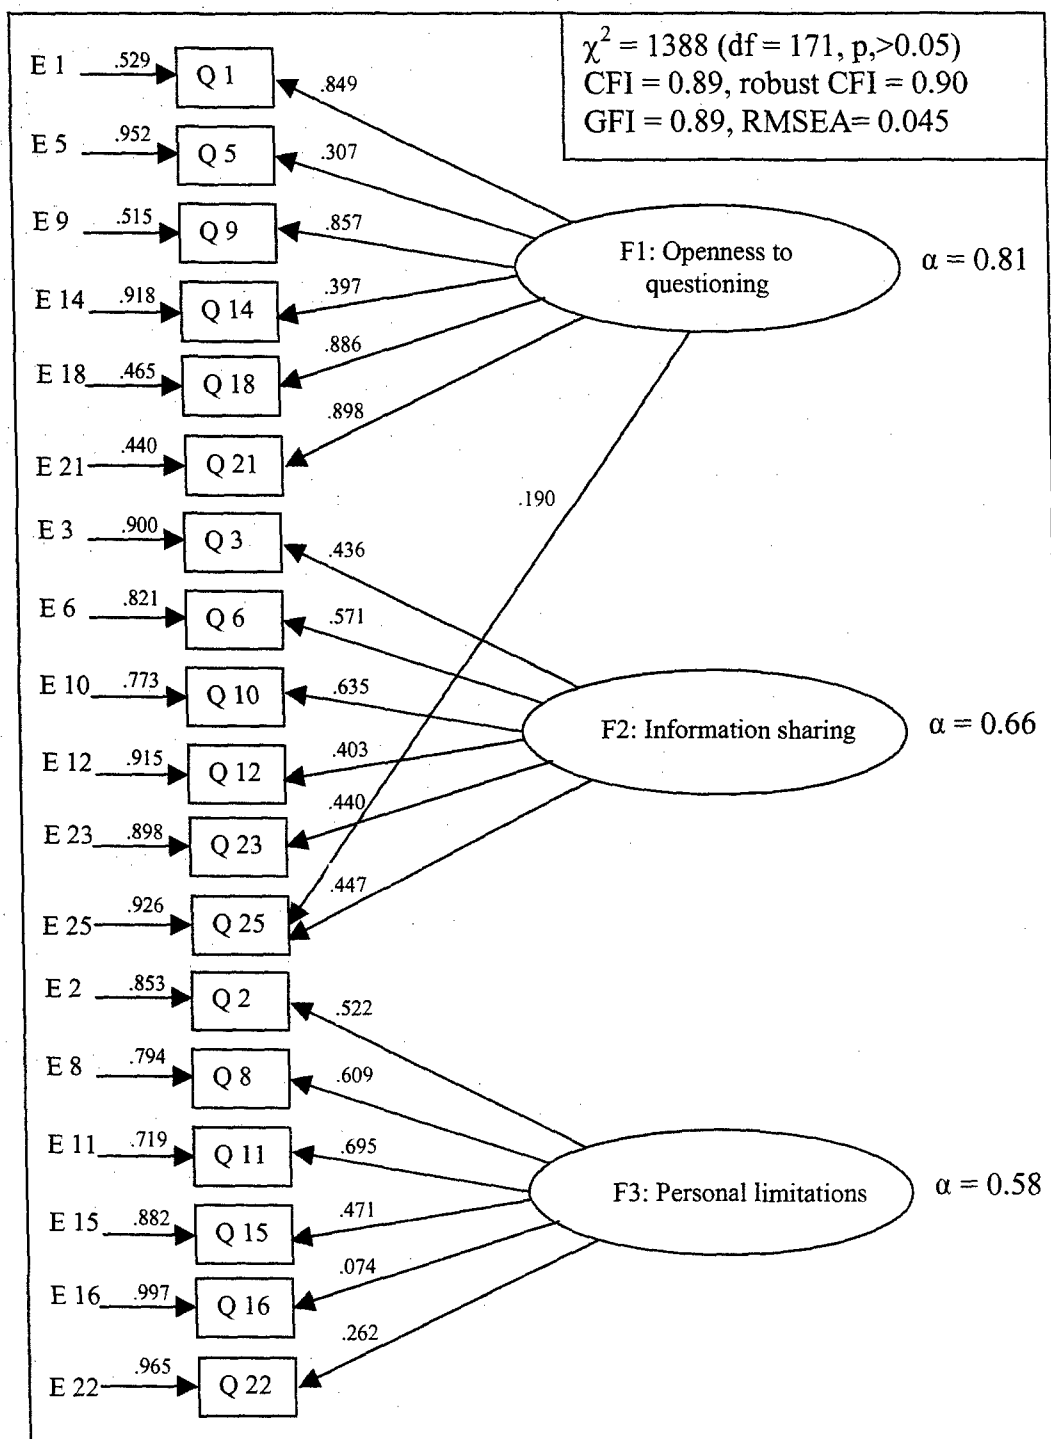 χ² = 1388 (df = 171, p,>0.05)
CFI = 0.89, robust CFI = 0.90
GFI = 0.89, RMSEA= 0.045
E 1 .529 Q 1 .849
E 5 .952 Q 5 .307
E 9 .515 Q 9 .857
F1: Openness to
questioning
α = 0.81
E 14 .918 Q 14 .397
E 18 .465 Q 18 .886
E 21 .440 Q 21 .898
.190
E 3 .900 Q 3 .436
E 6 .821 Q 6 .571
E 10 .773 Q 10 .635
F2: Information sharing α = 0.66
E 12 .915 Q 12 .403
E 23 .898 Q 23 .440
E 25 .926 Q 25 .447
E 2 .853 Q 2 .522
E 8 .794 Q 8 .609
E 11 .719 Q 11 .695
F3: Personal limitations α = 0.58
E 15 .882 Q 15 .471
E 16 .997 Q 16 .074
E 22 .965 Q 22 .262